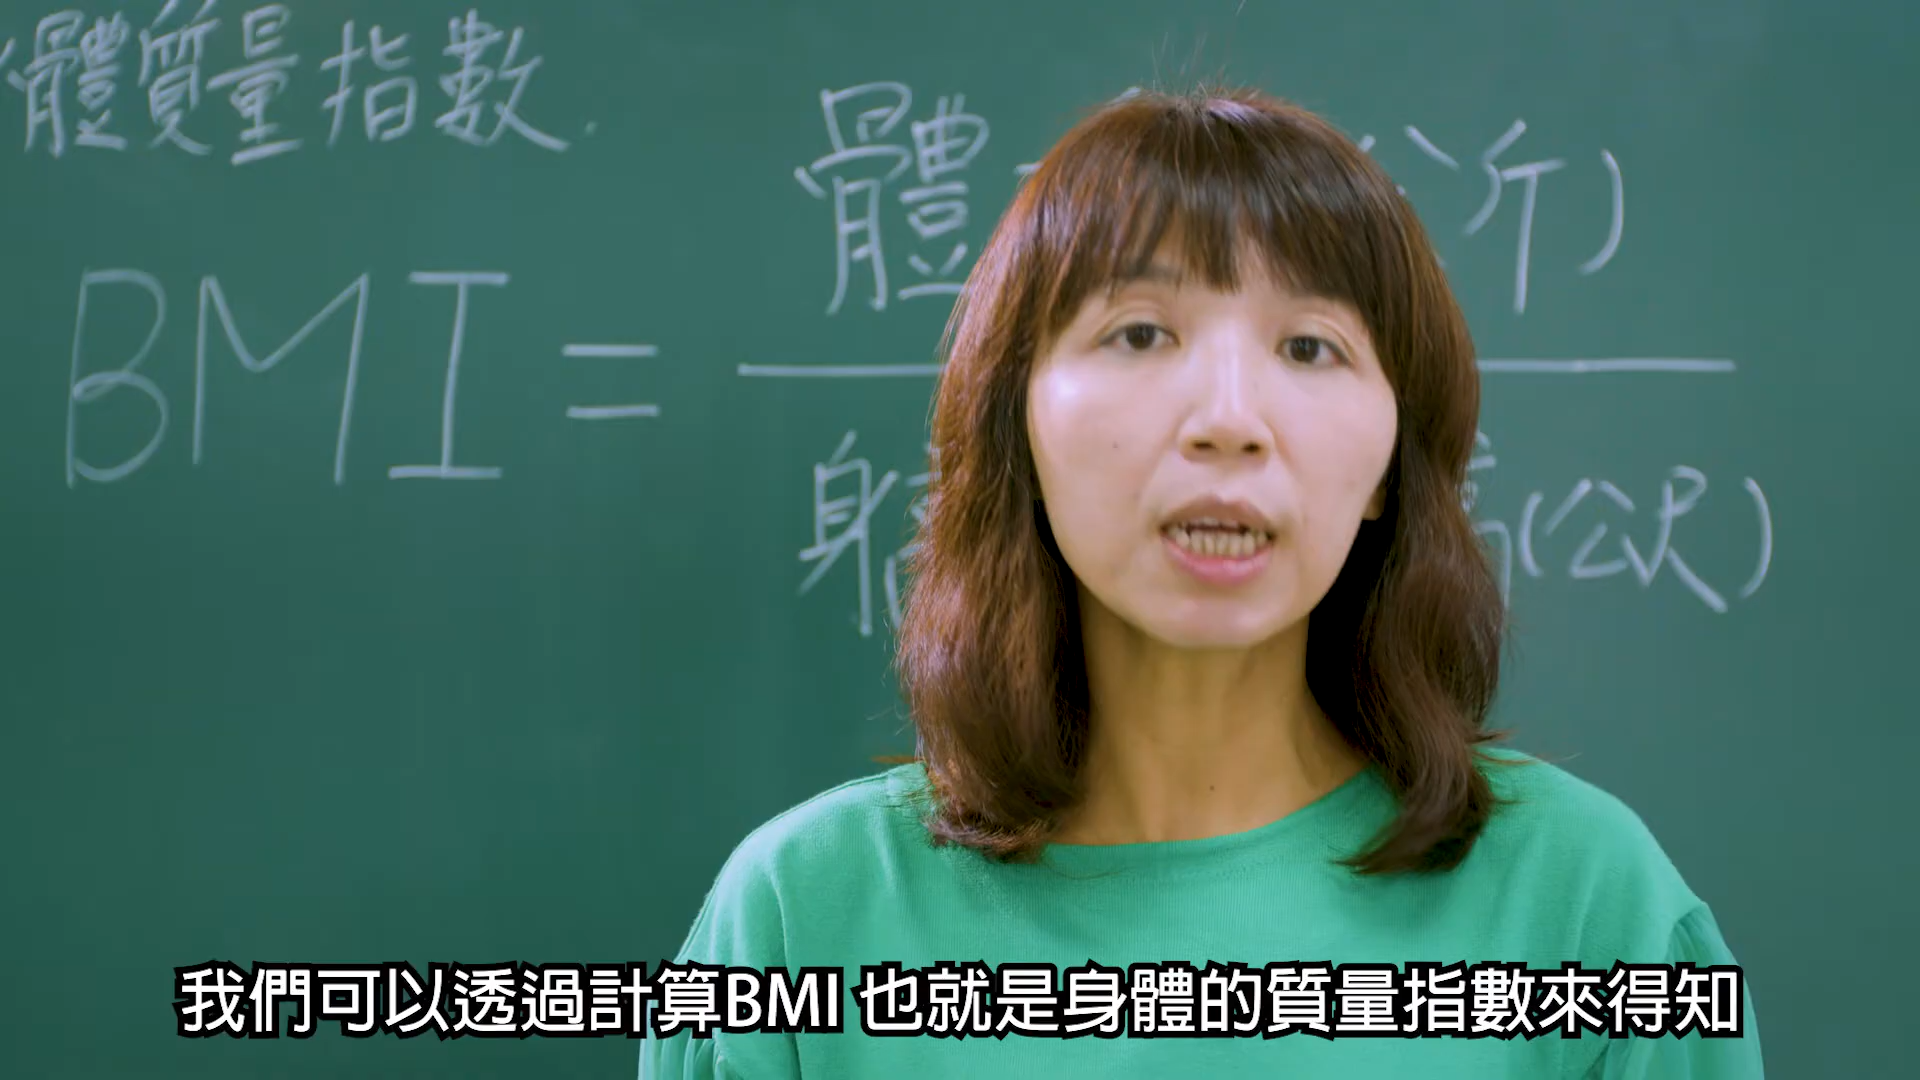 體質量指數
體 公斤)
BMI =
身 (公尺)
我們可以透過計算BMI 也就是身體的質量指數來得知